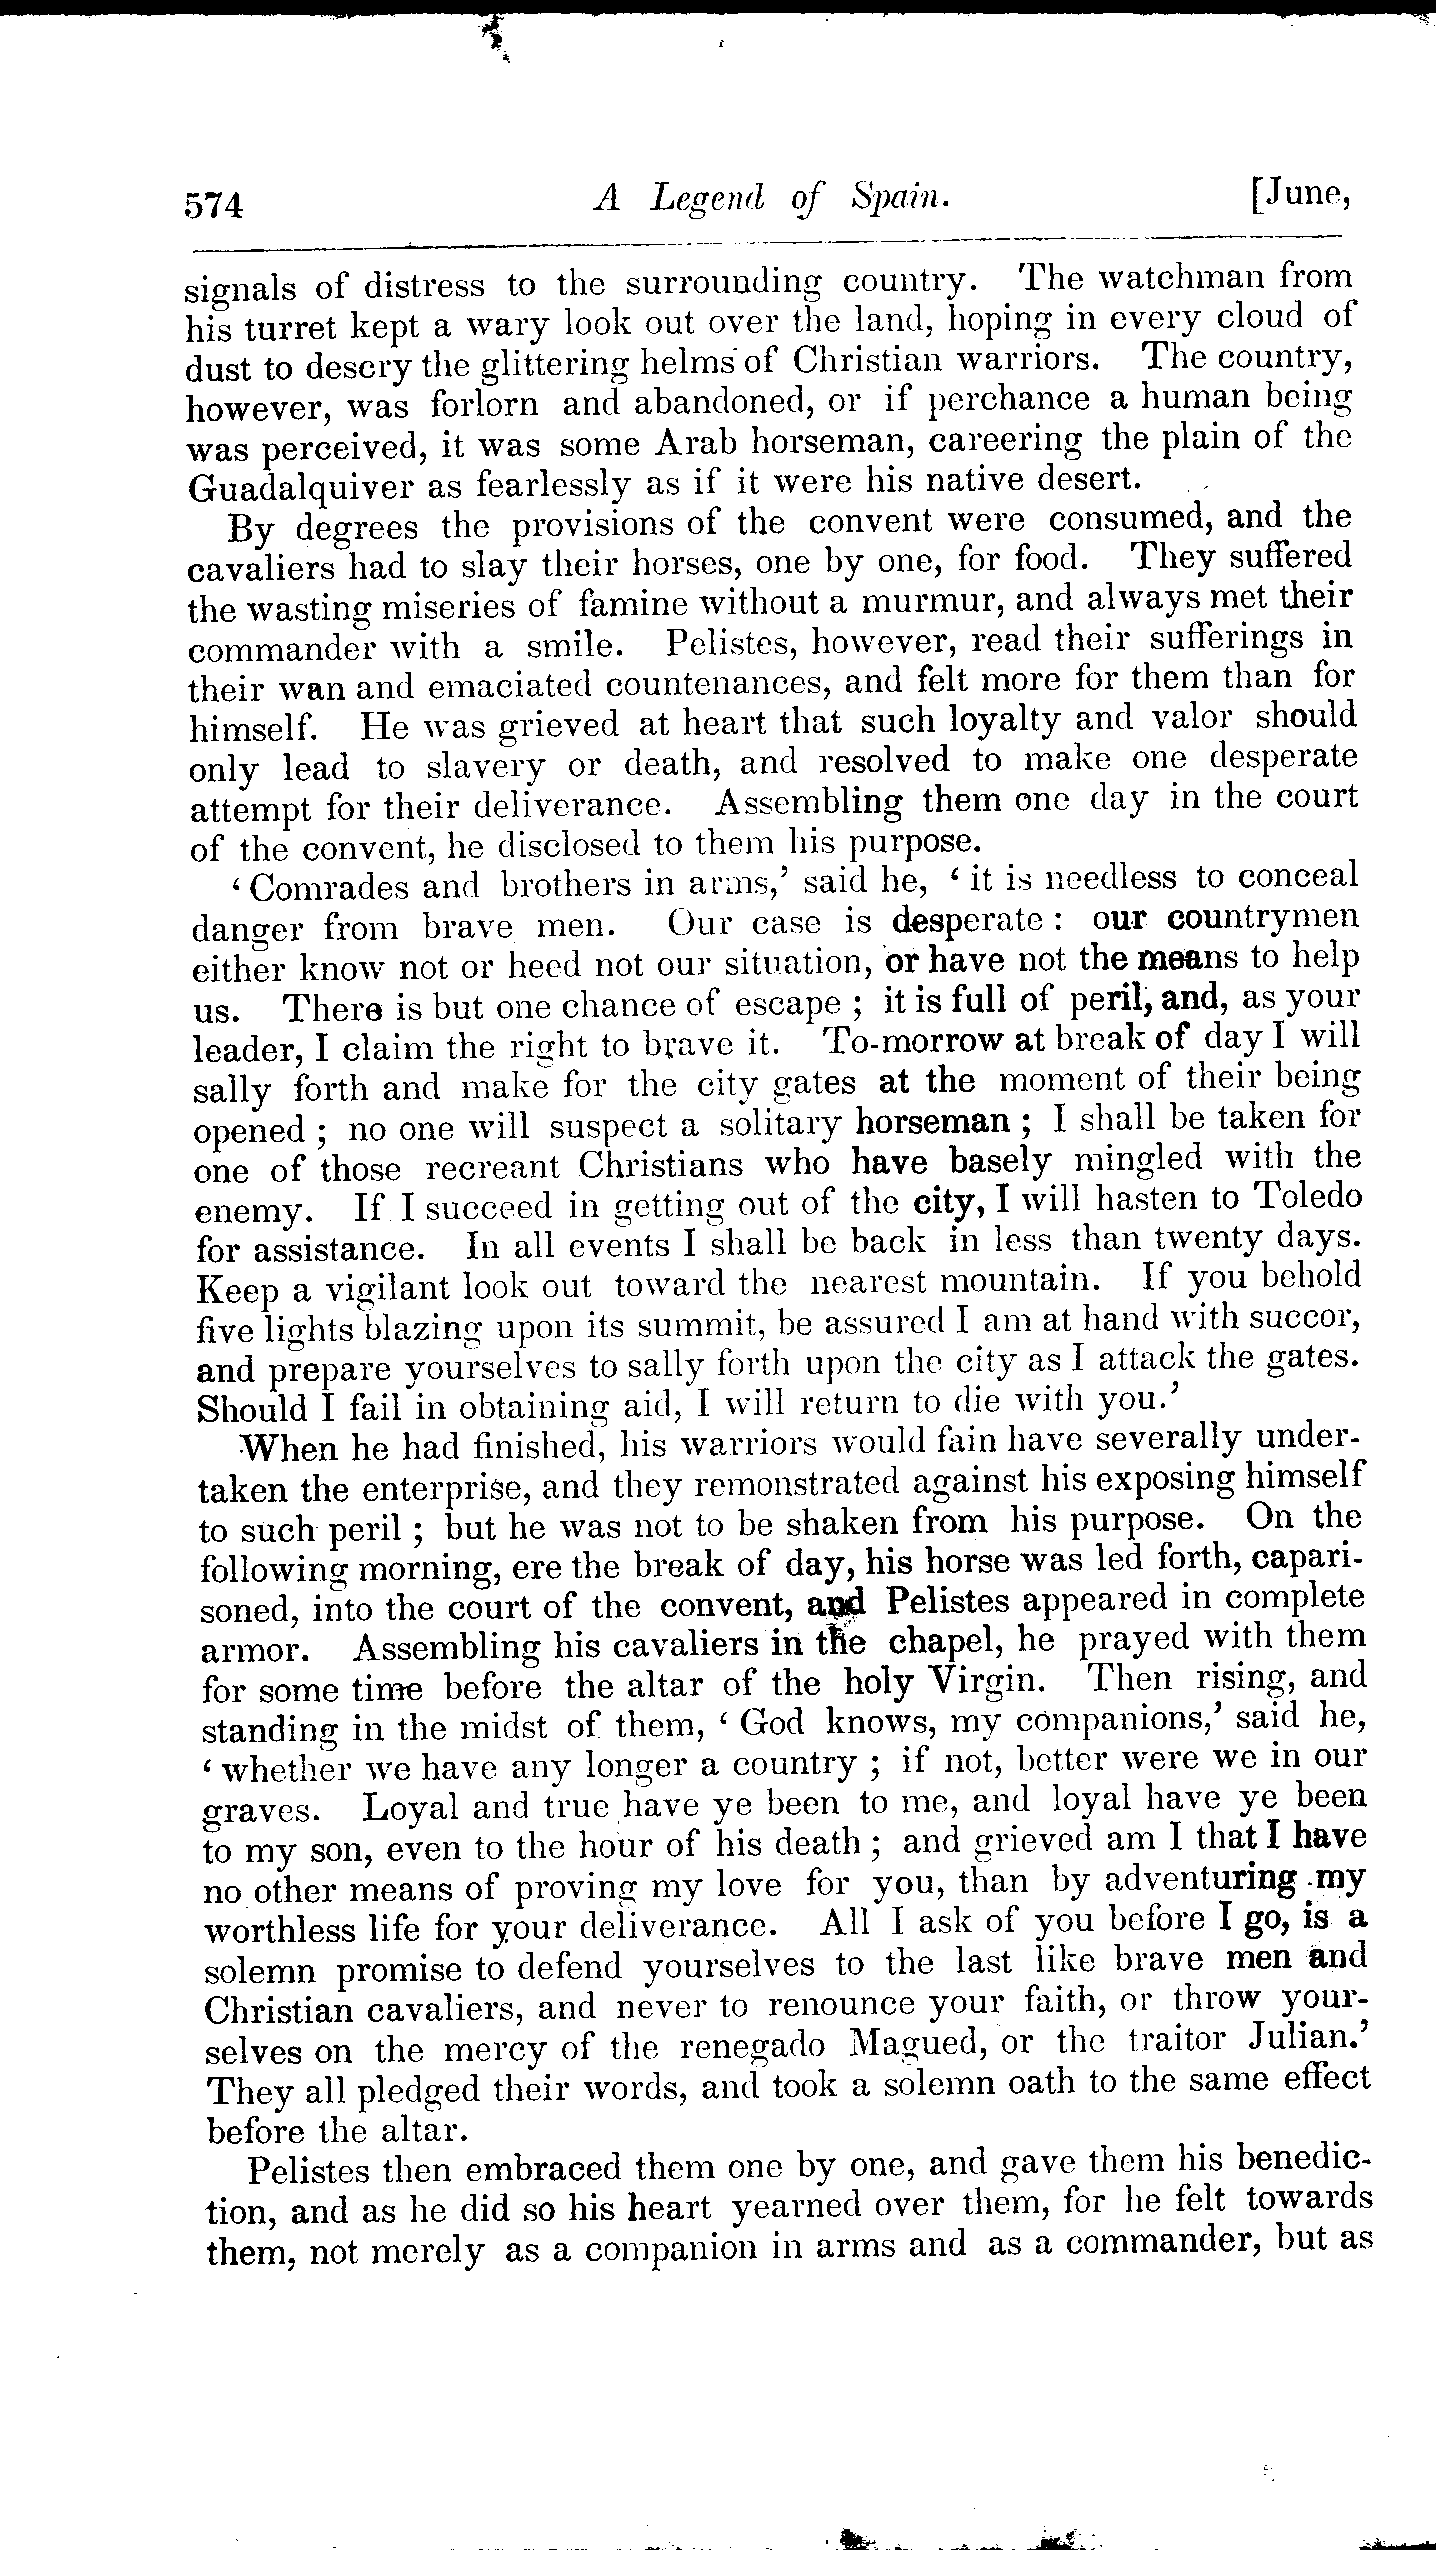 574 A Legend of Spain. [June,
signals of distress to the surrounding country. The watchman from
his turret kept a wary look out over the land, hoping in every cloud of
dust to descry the glittering helms of Christian warriors. The country,
however, was forlorn and abandoned, or if perchance a human being
was perceived, it was some Arab horseman, careering the plain of the
Guadalquiver as fearlessly as if it were his native desert.
By degrees the provisions of the convent were consumed, and the
cavaliers had to slay their horses, one by one, for food. They suffered
the wasting miseries of famine without a murmur, and always met their
commander with a smile. Pelistes, however, read their sufferings in
their wan and emaciated countenances, and felt more for them than for
himself. He was grieved at heart that such loyalty and valor should
only lead to slavery or death, and resolved to make one desperate
attempt for their deliverance. Assembling them one day in the court
of the convent, he disclosed to them his purpose.
‘Comrades and brothers in arms,’ said he, ‘it is needless to conceal
danger from brave men. Our case is desperate: our countrymen
either know not or heed not our situation, or have not the means to help
us. There is but one chance of escape; it is full of peril, and, as your
leader, I claim the right to brave it. To-morrow at break of day I will
sally forth and make for the city gates at the moment of their being
opened; no one will suspect a solitary horseman; I shall be taken for
one of those recreant Christians who have basely mingled with the
enemy. If I succeed in getting out of the city, I will hasten to Toledo
for assistance. In all events I shall be back in less than twenty days.
Keep a vigilant look out toward the nearest mountain. If you behold
five lights blazing upon its summit, be assured I am at hand with succor,
and prepare yourselves to sally forth upon the city as I attack the gates.
Should I fail in obtaining aid, I will return to die with you.’
When he had finished, his warriors would fain have severally under-
taken the enterprise, and they remonstrated against his exposing himself
to such peril; but he was not to be shaken from his purpose. On the
following morning, ere the break of day, his horse was led forth, capari-
soned, into the court of the convent, and Pelistes appeared in complete
armor. Assembling his cavaliers in the chapel, he prayed with them
for some time before the altar of the holy Virgin. Then rising, and
standing in the midst of them, ‘God knows, my companions,’ said he,
‘whether we have any longer a country; if not, better were we in our
graves. Loyal and true have ye been to me, and loyal have ye been
to my son, even to the hour of his death; and grieved am I that I have
no other means of proving my love for you, than by adventuring my
worthless life for your deliverance. All I ask of you before I go, is a
solemn promise to defend yourselves to the last like brave men and
Christian cavaliers, and never to renounce your faith, or throw your-
selves on the mercy of the renegado Magued, or the traitor Julian.’
They all pledged their words, and took a solemn oath to the same effect
before the altar.
Pelistes then embraced them one by one, and gave them his benedic-
tion, and as he did so his heart yearned over them, for he felt towards
them, not merely as a companion in arms and as a commander, but as